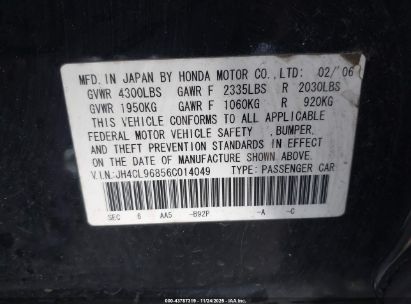 MFD. IN JAPAN BY HONDA MOTOR CO., LTD: 02/'06
GVWR 4300LBS GAWR F 2335LBS R 2030LBS
GVWR 1950KG GAWR F 1060KG R 920KG
THIS VEHICLE CONFORMS TO ALL APPLICABLE
FEDERAL MOTOR VEHICLE SAFETY, BUMPER,
AND THEFT PREVENTION STANDARDS IN EFFECT
ON THE DATE OF MANUFACTURE SHOWN ABOVE.
V.I.N:JH4CL96856C014049 TYPE: PASSENGER CAR
SEC 6 AA5 -B92P -A -C